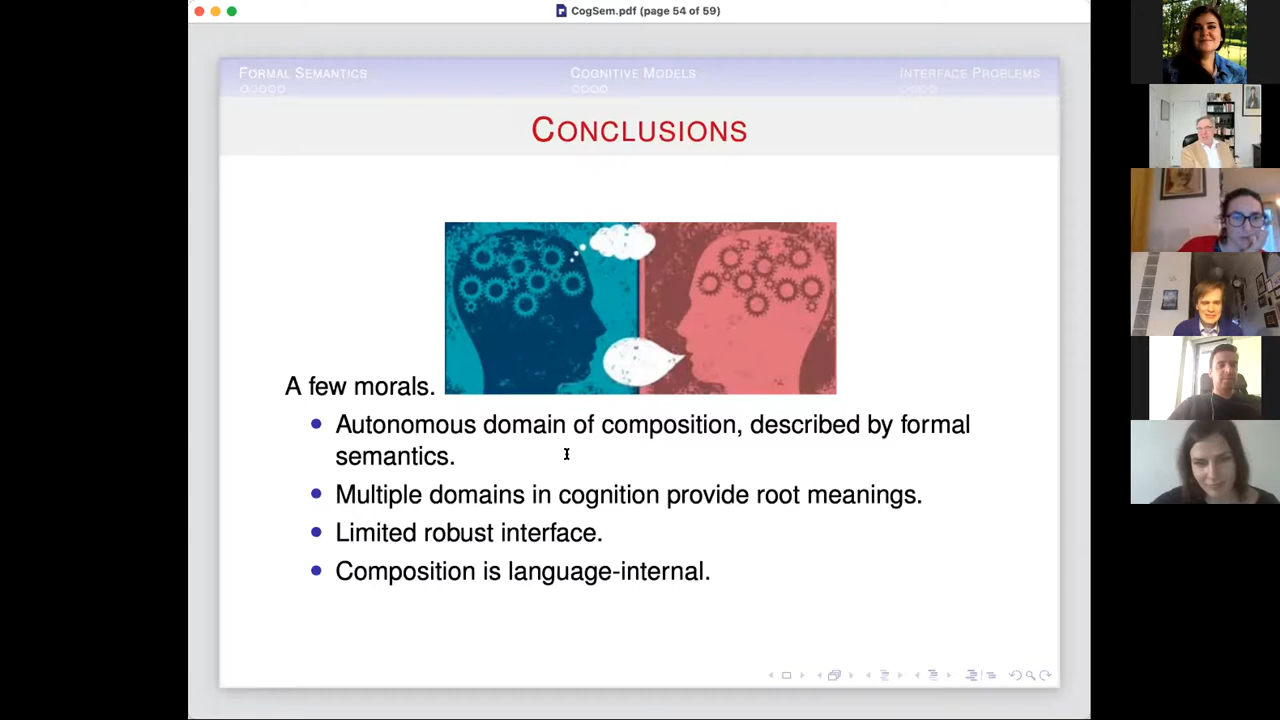 CogSem.pdf (page 54 of 59)
FORMAL SEMANTICS COGNITIVE MODELS INTERFACE PROBLEMS
CONCLUSIONS
A few morals.
Autonomous domain of composition, described by formal
semantics.
Multiple domains in cognition provide root meanings.
Limited robust interface.
Composition is language-internal.